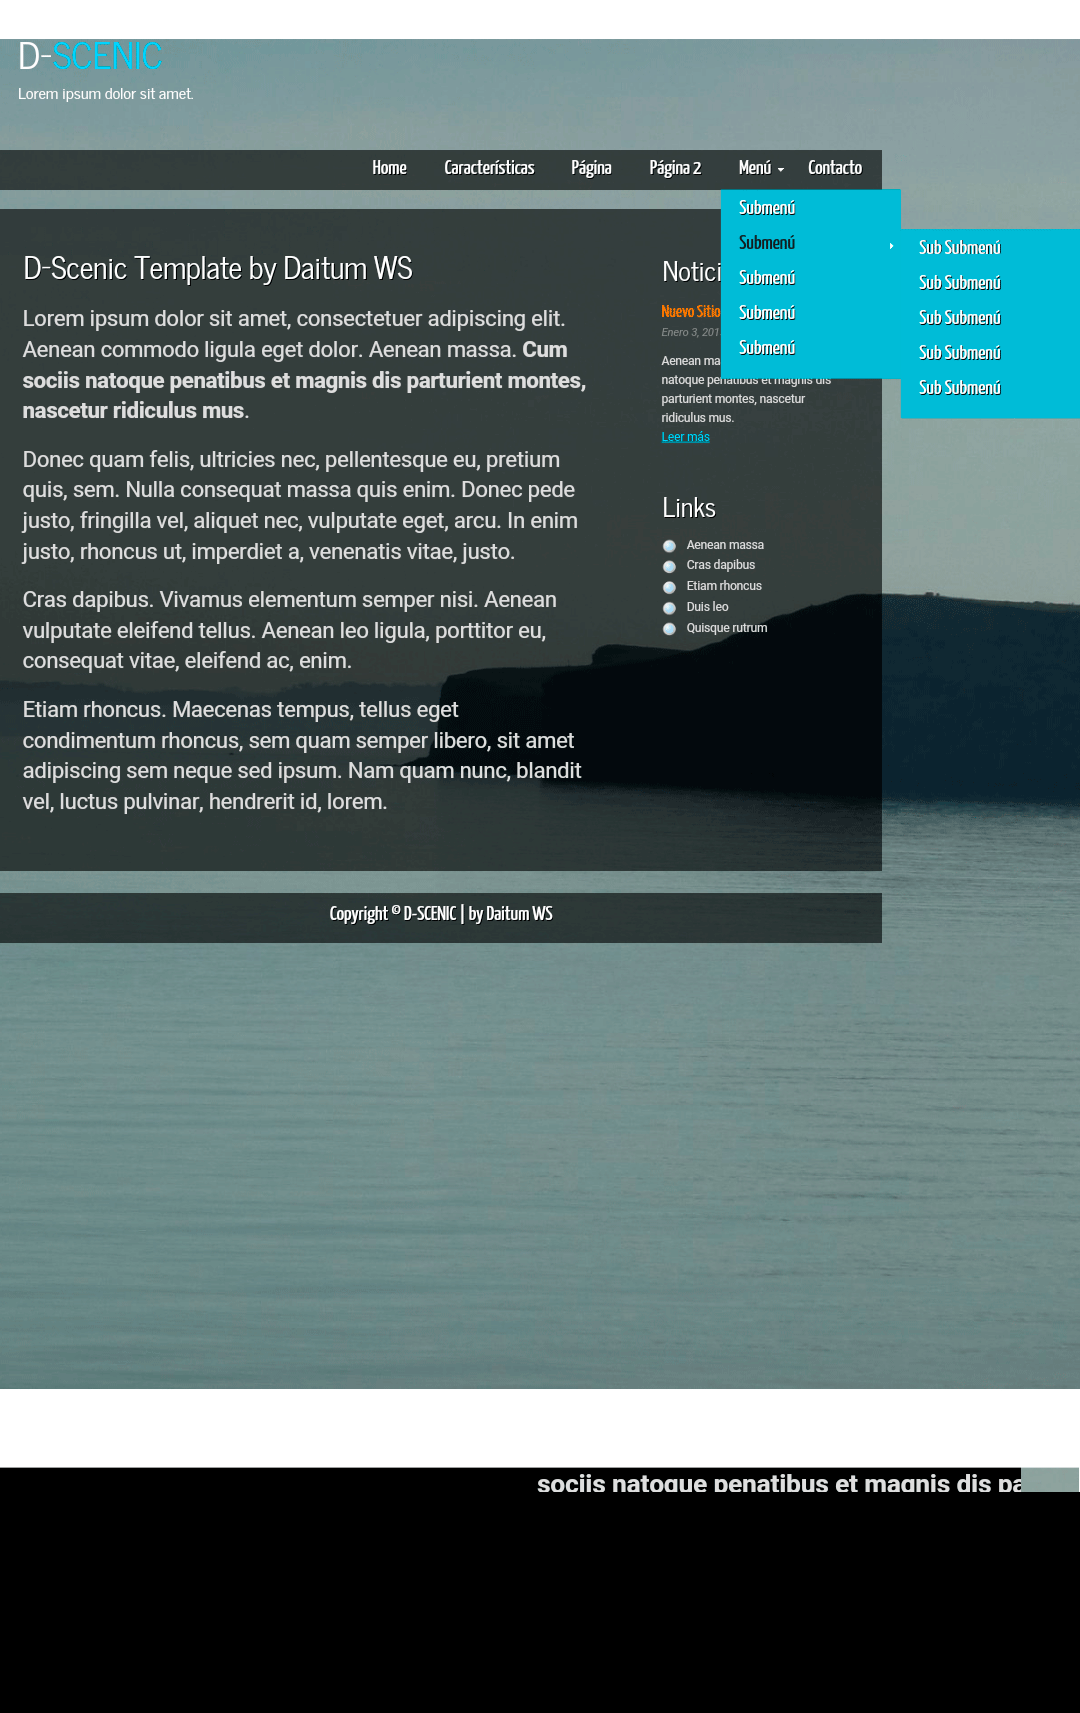 D-SCENIC
Lorem ipsum dolor sit amet.
Home Características Página Página 2 Menú Contacto
Submenú
Submenú
Submenú
Submenú
Submenú
Sub Submenú
Sub Submenú
Sub Submenú
Sub Submenú
Sub Submenú
D-Scenic Template by Daitum WS
Lorem ipsum dolor sit amet, consectetuer adipiscing elit.
Aenean commodo ligula eget dolor. Aenean massa. Cum
sociis natoque penatibus et magnis dis parturient montes,
nascetur ridiculus mus.
Donec quam felis, ultricies nec, pellentesque eu, pretium
quis, sem. Nulla consequat massa quis enim. Donec pede
justo, fringilla vel, aliquet nec, vulputate eget, arcu. In enim
justo, rhoncus ut, imperdiet a, venenatis vitae, justo.
Cras dapibus. Vivamus elementum semper nisi. Aenean
vulputate eleifend tellus. Aenean leo ligula, porttitor eu,
consequat vitae, eleifend ac, enim.
Etiam rhoncus. Maecenas tempus, tellus eget
condimentum rhoncus, sem quam semper libero, sit amet
adipiscing sem neque sed ipsum. Nam quam nunc, blandit
vel, luctus pulvinar, hendrerit id, lorem.
Notici
Nuevo Sitio
Enero 3, 201
Aenean ma
natoque penatibus et magnis dis
parturient montes, nascetur
ridiculus mus.
Leer más
Links
Aenean massa
Cras dapibus
Etiam rhoncus
Duis leo
Quisque rutrum
Copyright © D-SCENIC | by Daitum WS
sociis natoque penatibus et magnis dis pa